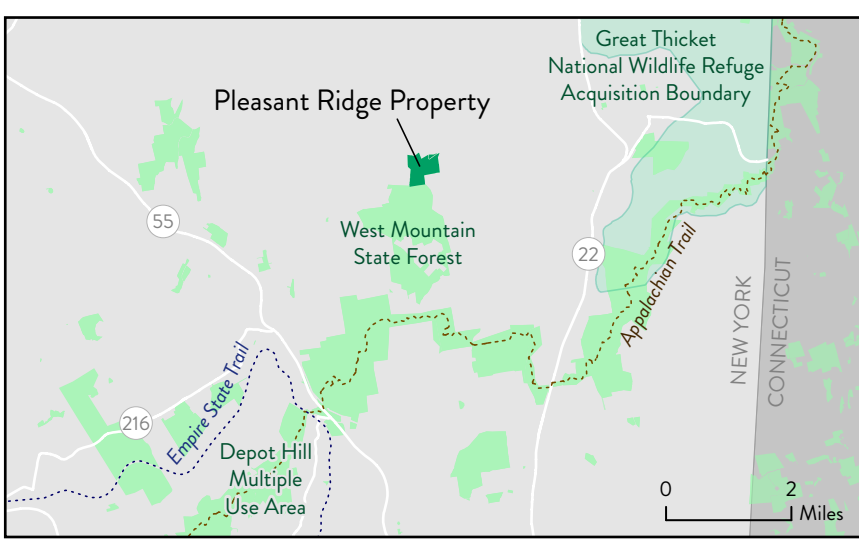 Great Thicket
National Wildlife Refuge
Acquisition Boundary
Pleasant Ridge Property
55
West Mountain
State Forest
22
Appalachian Trail
NEW YORK
CONNECTICUT
Empire State Trail
216
Depot Hill
Multiple
Use Area
0 2
Miles